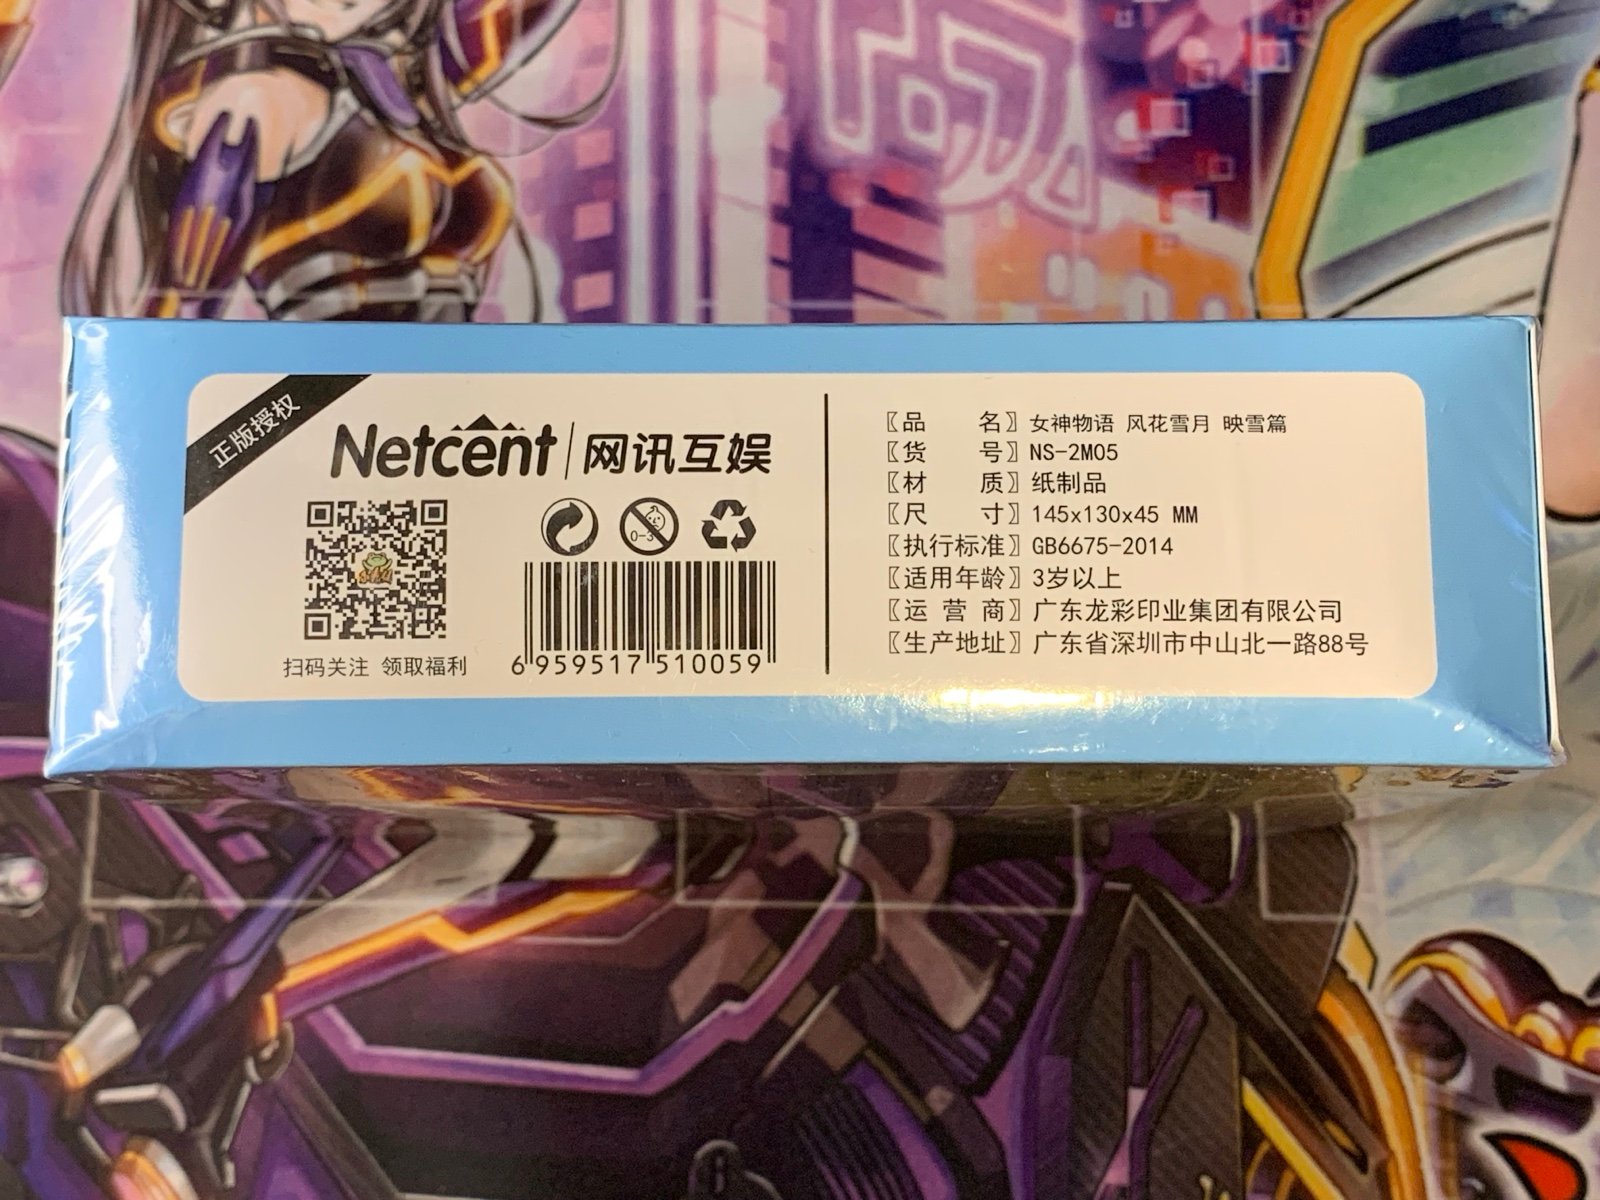 正版授权
Netcent | 网讯互娱
0-3
扫码关注 领取福利
6 959517 510059
〖品 名〗女神物语 风花雪月 映雪篇
〖货 号〗NS-2M05
〖材 质〗纸制品
〖尺 寸〗145x130x45 MM
〖执行标准〗GB6675-2014
〖适用年龄〗3岁以上
〖运 营 商〗广东龙彩印业集团有限公司
〖生产地址〗广东省深圳市中山北一路88号